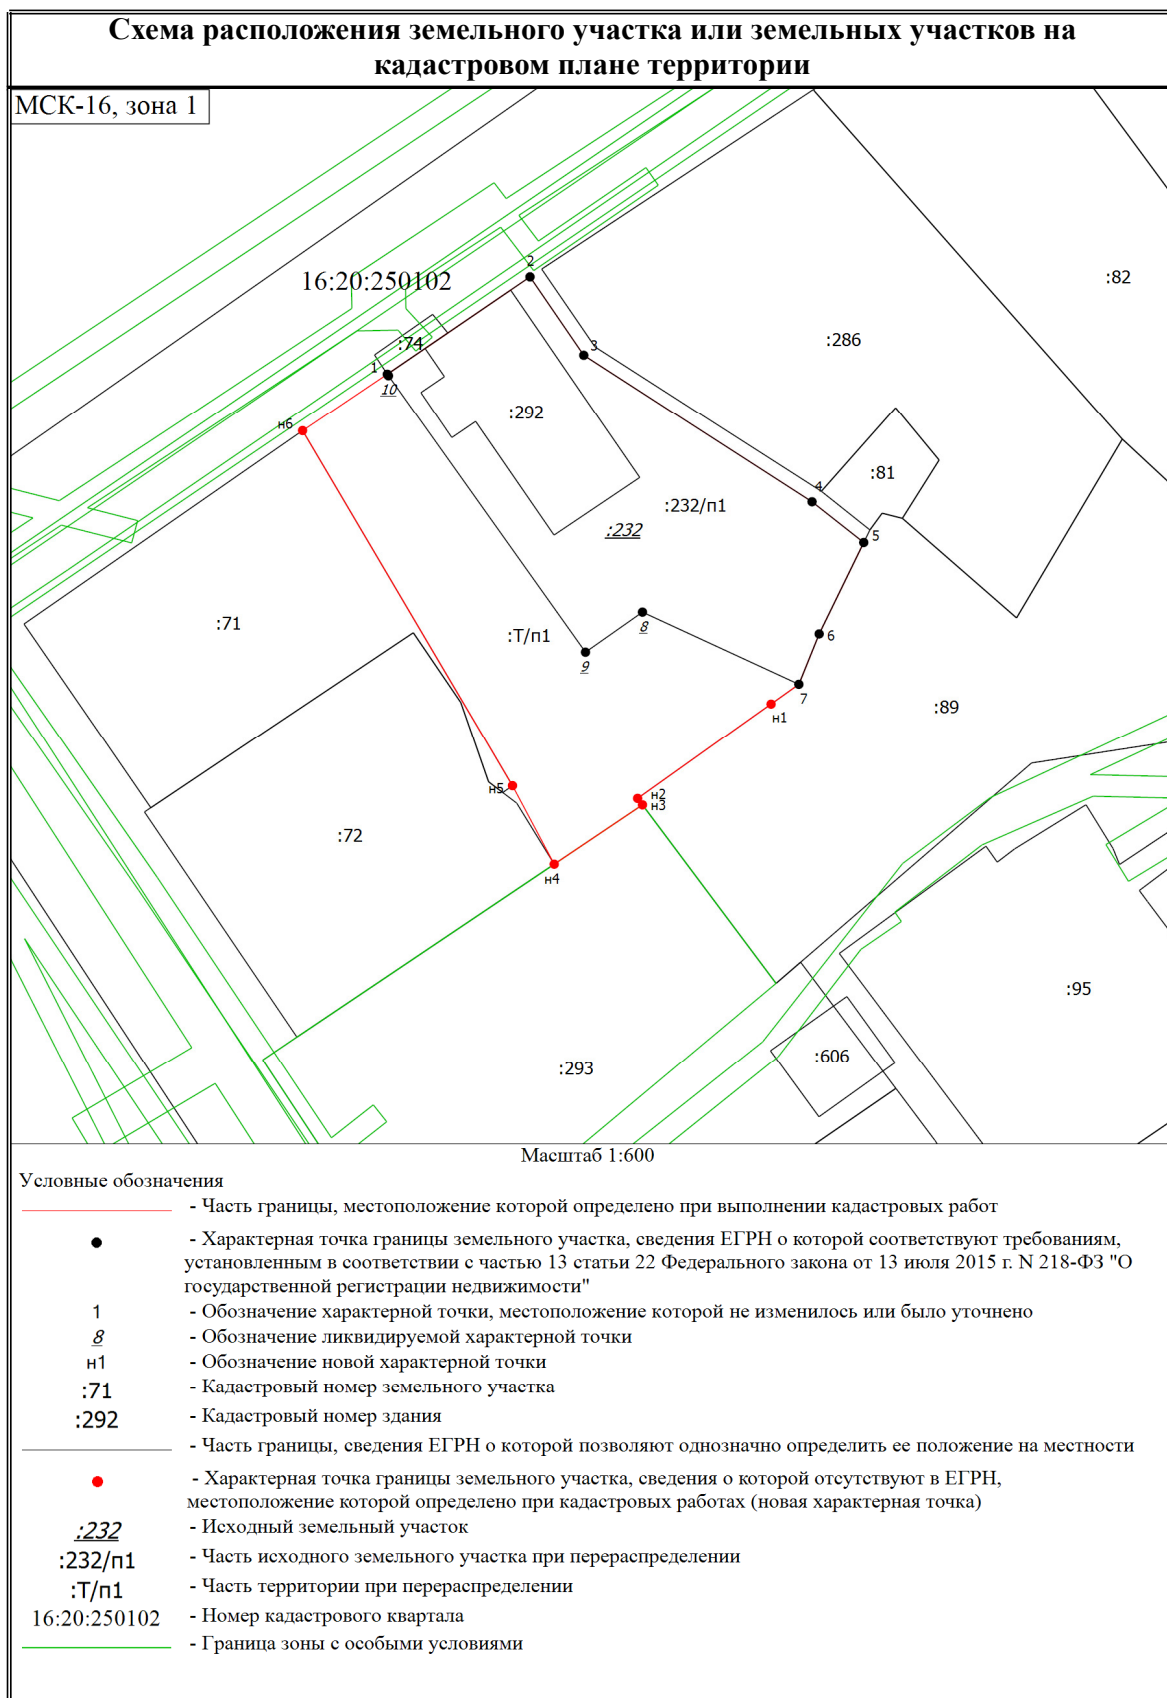 Схема расположения земельного участка или земельных участков на
кадастровом плане территории
МСК-16, зона 1
2
16:20:250102
:82
:74
3
:286
1
10
:292
н6
:81
4
:232/п1
:232
5
8
:71
:Т/п1
6
9
7
:89
н1
н5
н2
н3
:72
н4
:95
:606
:293
Масштаб 1:600
Условные обозначения
- Часть границы, местоположение которой определено при выполнении кадастровых работ
- Характерная точка границы земельного участка, сведения ЕГРН о которой соответствуют требованиям,
установленным в соответствии с частью 13 статьи 22 Федерального закона от 13 июля 2015 г. N 218-ФЗ "О
государственной регистрации недвижимости"
1 - Обозначение характерной точки, местоположение которой не изменилось или было уточнено
8 - Обозначение ликвидируемой характерной точки
н1 - Обозначение новой характерной точки
:71 - Кадастровый номер земельного участка
:292 - Кадастровый номер здания
- Часть границы, сведения ЕГРН о которой позволяют однозначно определить ее положение на местности
- Характерная точка границы земельного участка, сведения о которой отсутствуют в ЕГРН,
местоположение которой определено при кадастровых работах (новая характерная точка)
:232 - Исходный земельный участок
:232/п1 - Часть исходного земельного участка при перераспределении
:Т/п1 - Часть территории при перераспределении
16:20:250102 - Номер кадастрового квартала
- Граница зоны с особыми условиями